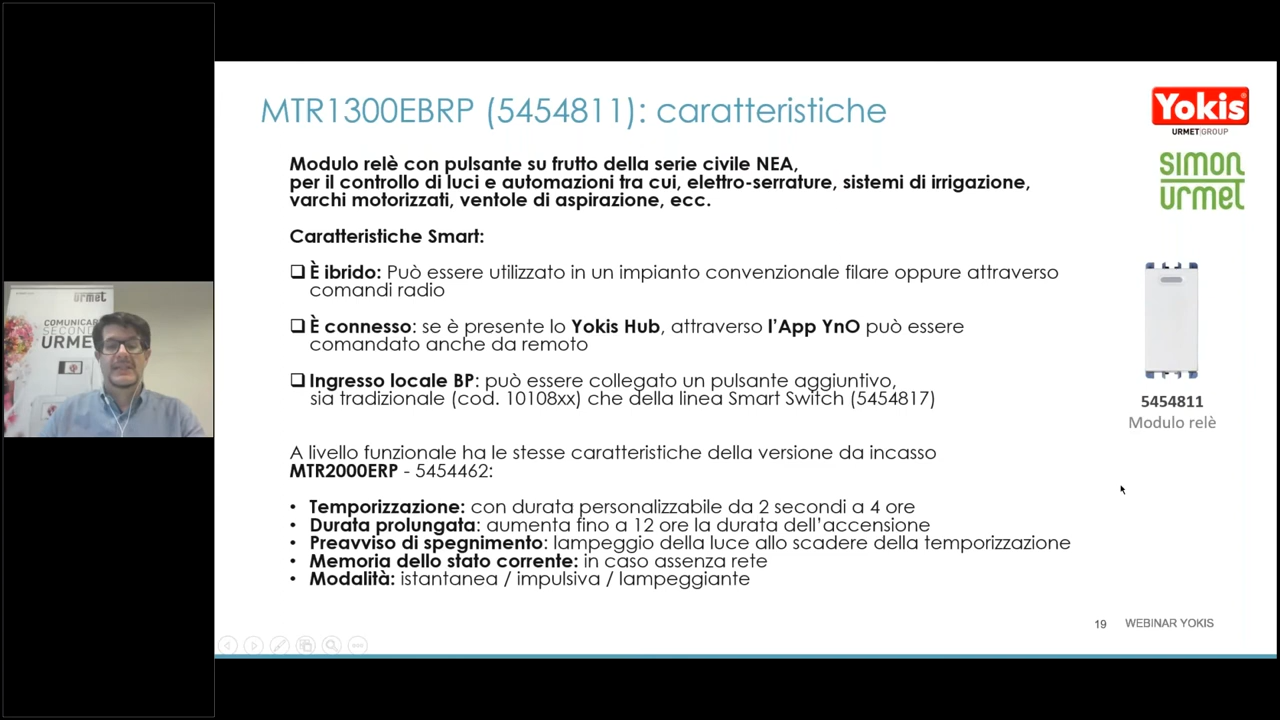 MTR1300EBRP (5454811): caratteristiche
Yokis
URMET GROUP
simon
urmet
Modulo relè con pulsante su frutto della serie civile NEA,
per il controllo di luci e automazioni tra cui, elettro-serrature, sistemi di irrigazione,
varchi motorizzati, ventole di aspirazione, ecc.
Caratteristiche Smart:
È ibrido: Può essere utilizzato in un impianto convenzionale filare oppure attraverso
comandi radio
È connesso: se è presente lo Yokis Hub, attraverso l'App YnO può essere
comandato anche da remoto
Ingresso locale BP: può essere collegato un pulsante aggiuntivo,
sia tradizionale (cod. 10108xx) che della linea Smart Switch (5454817)
5454811
Modulo relè
A livello funzionale ha le stesse caratteristiche della versione da incasso
MTR2000ERP - 5454462:
• Temporizzazione: con durata personalizzabile da 2 secondi a 4 ore
• Durata prolungata: aumenta fino a 12 ore la durata dell'accensione
• Preavviso di spegnimento: lampeggio della luce allo scadere della temporizzazione
• Memoria dello stato corrente: in caso assenza rete
• Modalità: istantanea / impulsiva / lampeggiante
19 WEBINAR YOKIS
urmet
COMUNICAR
SECOND
URME